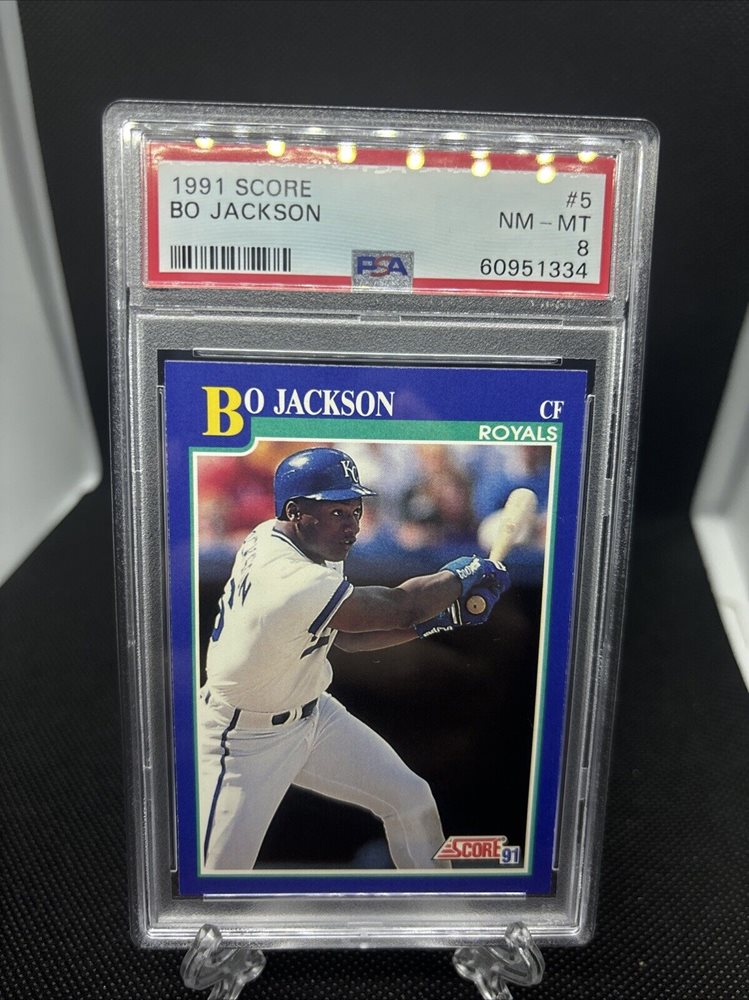 1991 SCORE
BO JACKSON
#5
NM - MT
8
60951334
PSA
BO JACKSON
CF
ROYALS
KC
SCORE 91